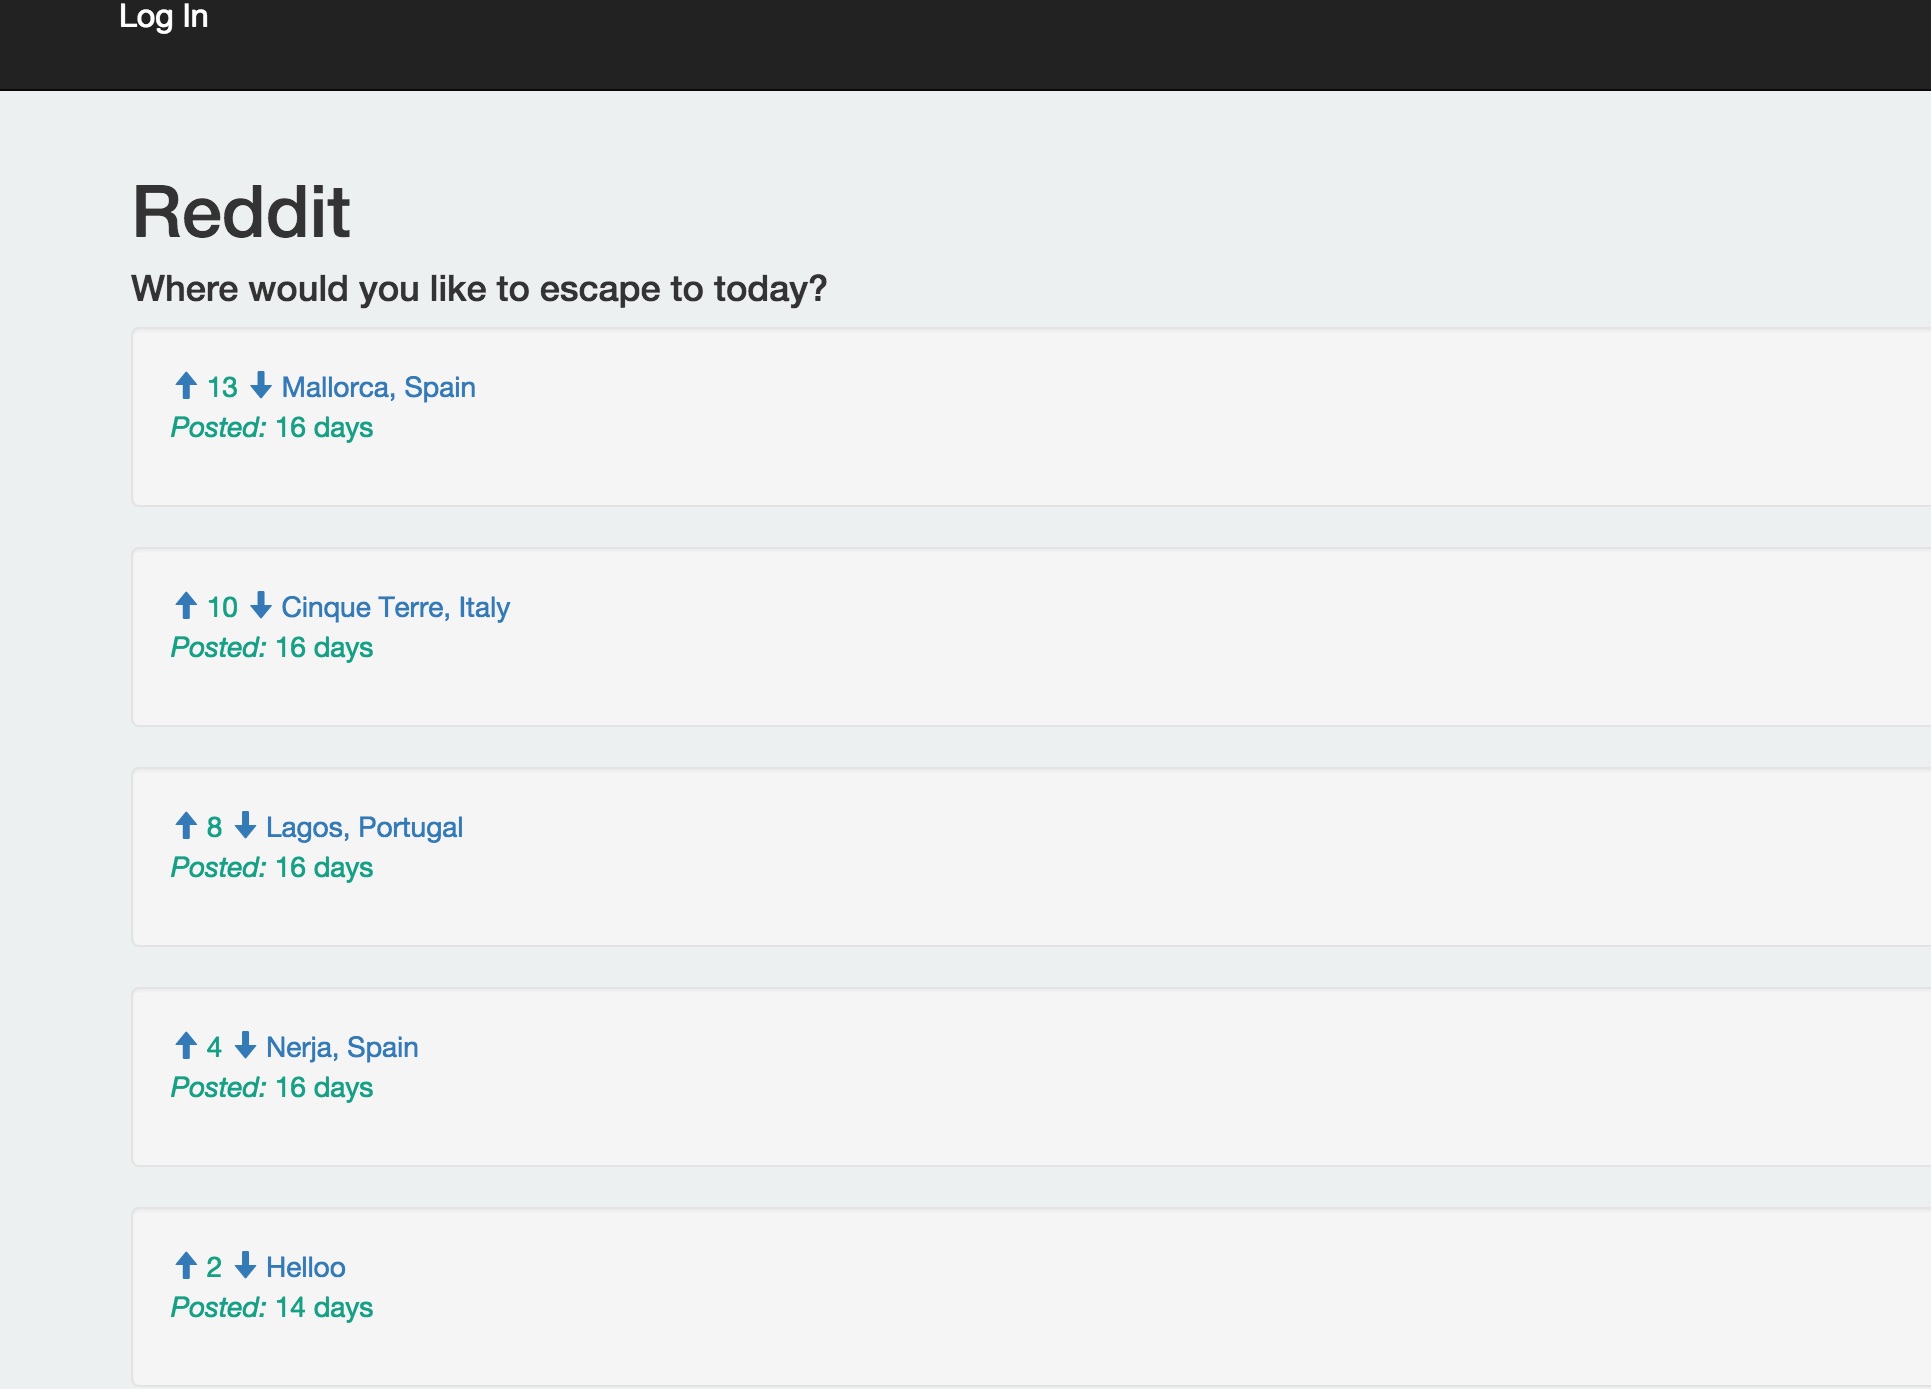 Log In
Reddit
Where would you like to escape to today?
13 Mallorca, Spain
Posted: 16 days
10 Cinque Terre, Italy
Posted: 16 days
8 Lagos, Portugal
Posted: 16 days
4 Nerja, Spain
Posted: 16 days
2 Helloo
Posted: 14 days